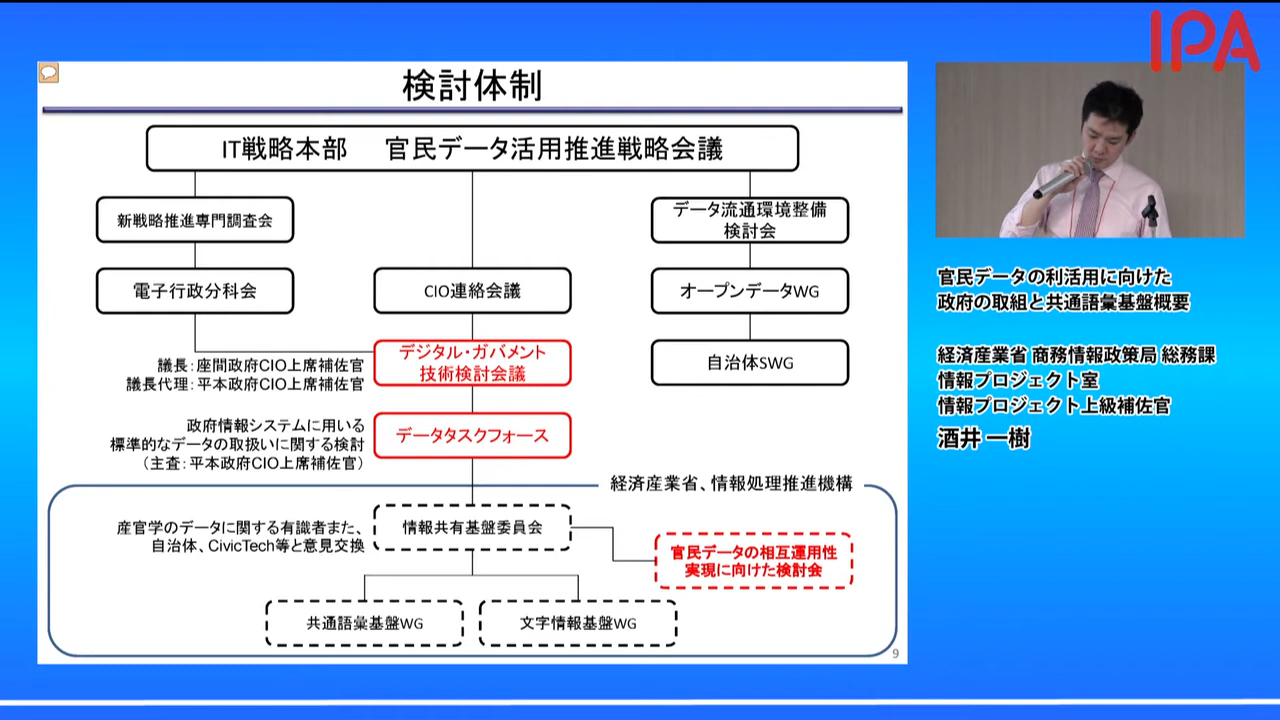 IPA
検討体制
IT戦略本部 官民データ活用推進戦略会議
新戦略推進専門調査会
データ流通環境整備
検討会
電子行政分科会
CIO連絡会議
オープンデータWG
議長：座間政府CIO上席補佐官
議長代理：平本政府CIO上席補佐官
デジタル・ガバメント
技術検討会議
自治体SWG
政府情報システムに用いる
標準的なデータの取扱いに関する検討
（主査：平本政府CIO上席補佐官）
データタスクフォース
経済産業省、情報処理推進機構
産官学のデータに関する有識者また、
自治体、CivicTech等と意見交換
情報共有基盤委員会
官民データの相互運用性
実現に向けた検討会
共通語彙基盤WG
文字情報基盤WG
9
官民データの利活用に向けた
政府の取組と共通語彙基盤概要
経済産業省 商務情報政策局 総務課
情報プロジェクト室
情報プロジェクト上級補佐官
酒井 一樹